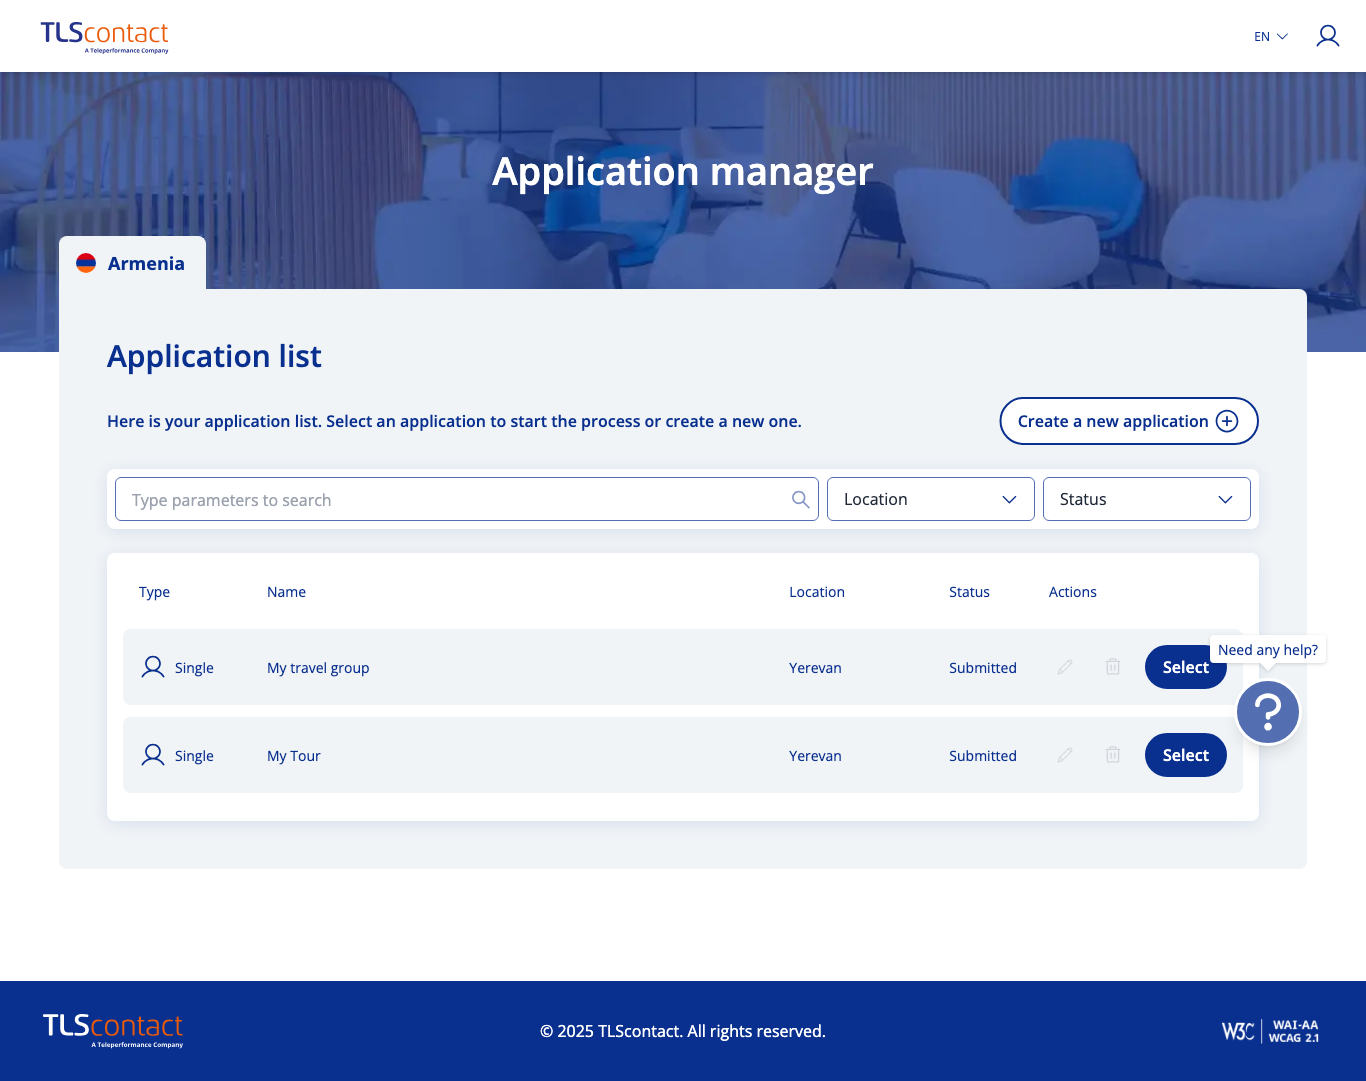 TLScontact
A Teleperformance Company
EN
Application manager
Armenia
Application list
Here is your application list. Select an application to start the process or create a new one.
Create a new application
Type parameters to search
Location
Status
Type Name Location Status Actions
Single My travel group Yerevan Submitted Select
Need any help?
?
Single My Tour Yerevan Submitted Select
TLScontact
A Teleperformance Company
© 2025 TLScontact. All rights reserved.
W3C WAI-AA
WCAG 2.1